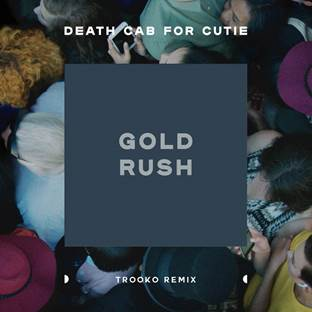 DEATH CAB FOR CUTIE
GOLD
RUSH
TROOKO REMIX